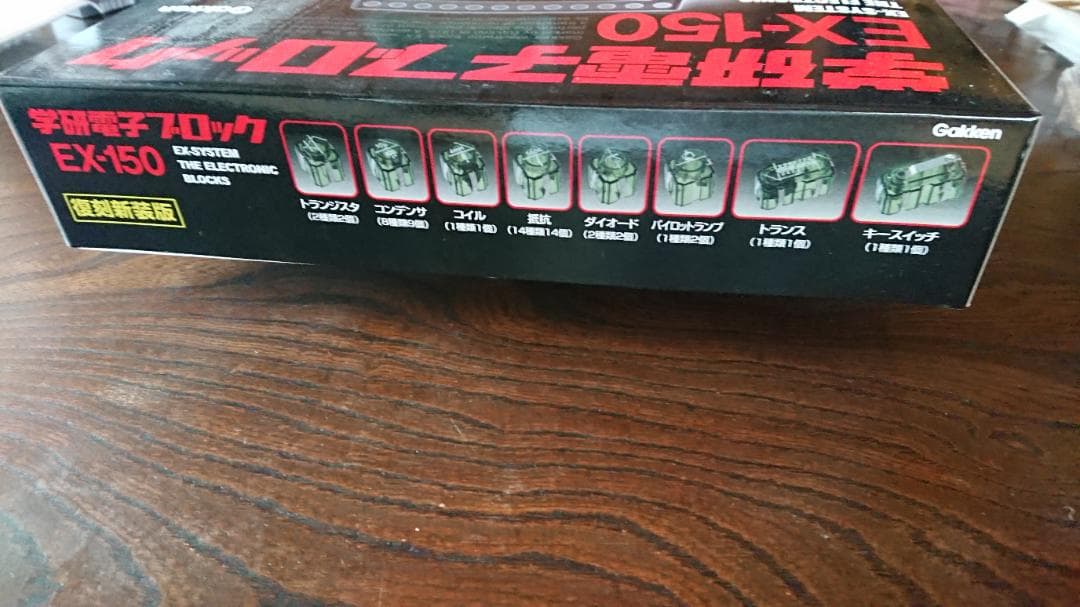 Gakken
EX-SYSTEM
学研電子ブロック
EX-150
学研電子ブロック
EX-150
EX-SYSTEM
THE ELECTRONIC
BLOCKS
復刻新装版
Gakken
トランジスタ
(2種類2個)
コンデンサ
(8種類9個)
コイル
(1種類1個)
抵抗
(14種類14個)
ダイオード
(2種類2個)
パイロットランプ
(1種類2個)
トランス
(1種類1個)
キースイッチ
(1種類1個)